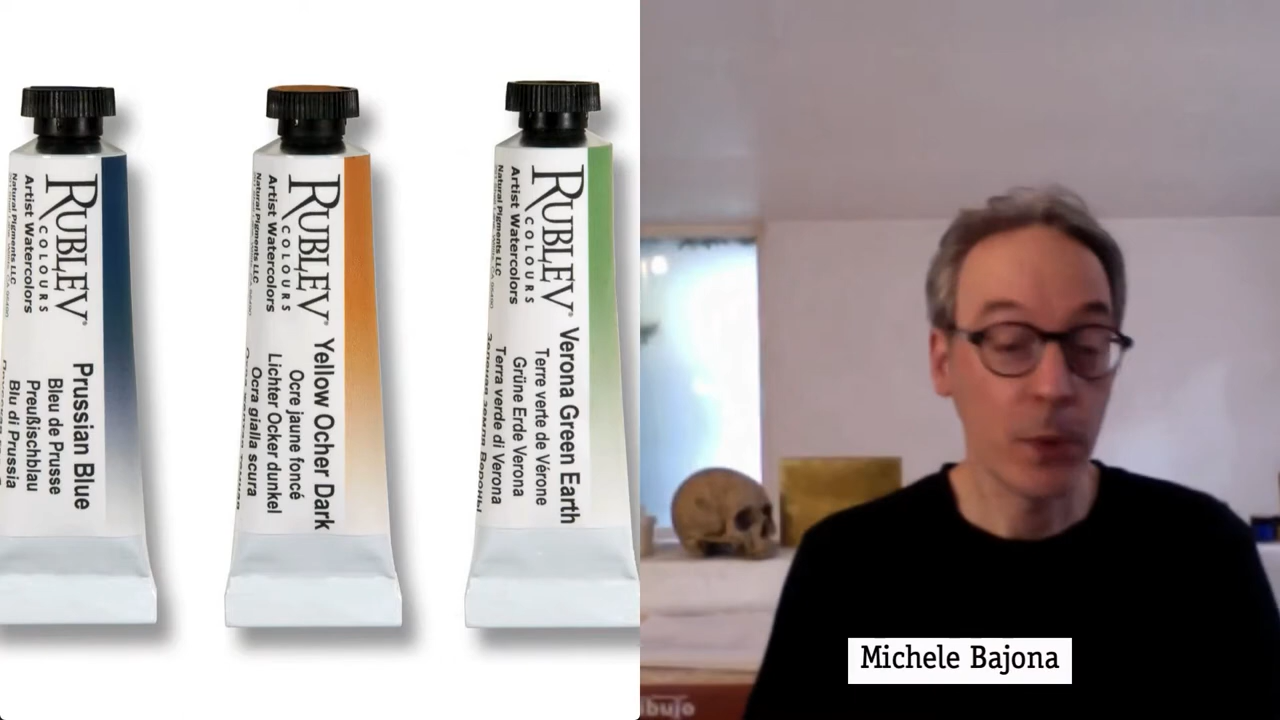 RUBLEV®
COLOURS
Artist Watercolors
Natural Pigments LLC
Prussian Blue
Bleu de Prusse
Preußischblau
Blu di Prussia
RUBLEV®
COLOURS
Artist Watercolors
Natural Pigments LLC
Yellow Ocher Dark
Ocre jaune foncé
Lichter Ocker dunkel
Ocra gialla scura
RUBLEV®
COLOURS
Artist Watercolors
Natural Pigments LLC
Verona Green Earth
Terre verte de Vérone
Grüne Erde Verona
Terra verde di Verona
Michele Bajona